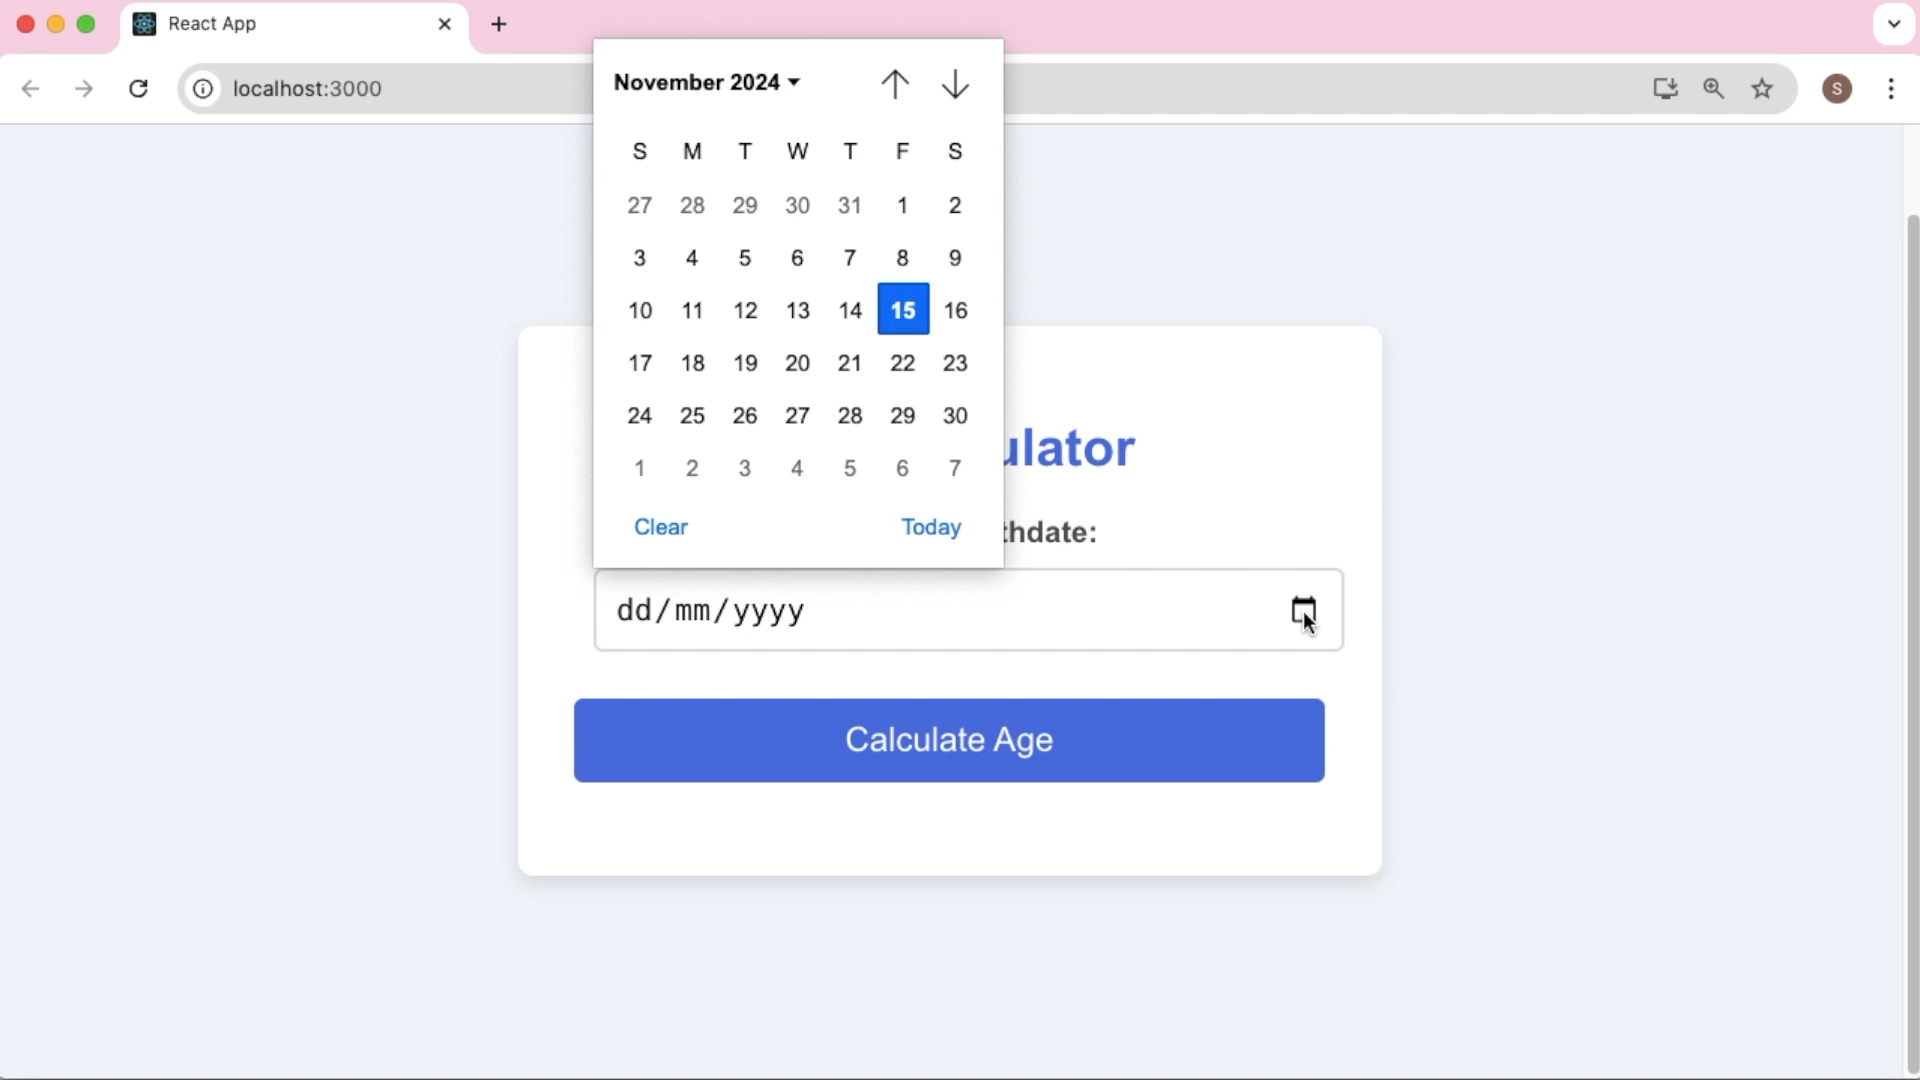 React App
localhost:3000
S
November 2024
S M T W T F S
27 28 29 30 31 1 2
3 4 5 6 7 8 9
10 11 12 13 14 15 16
17 18 19 20 21 22 23
24 25 26 27 28 29 30
1 2 3 4 5 6 7
Clear Today
ulator
thdate:
dd/mm/yyyy
Calculate Age